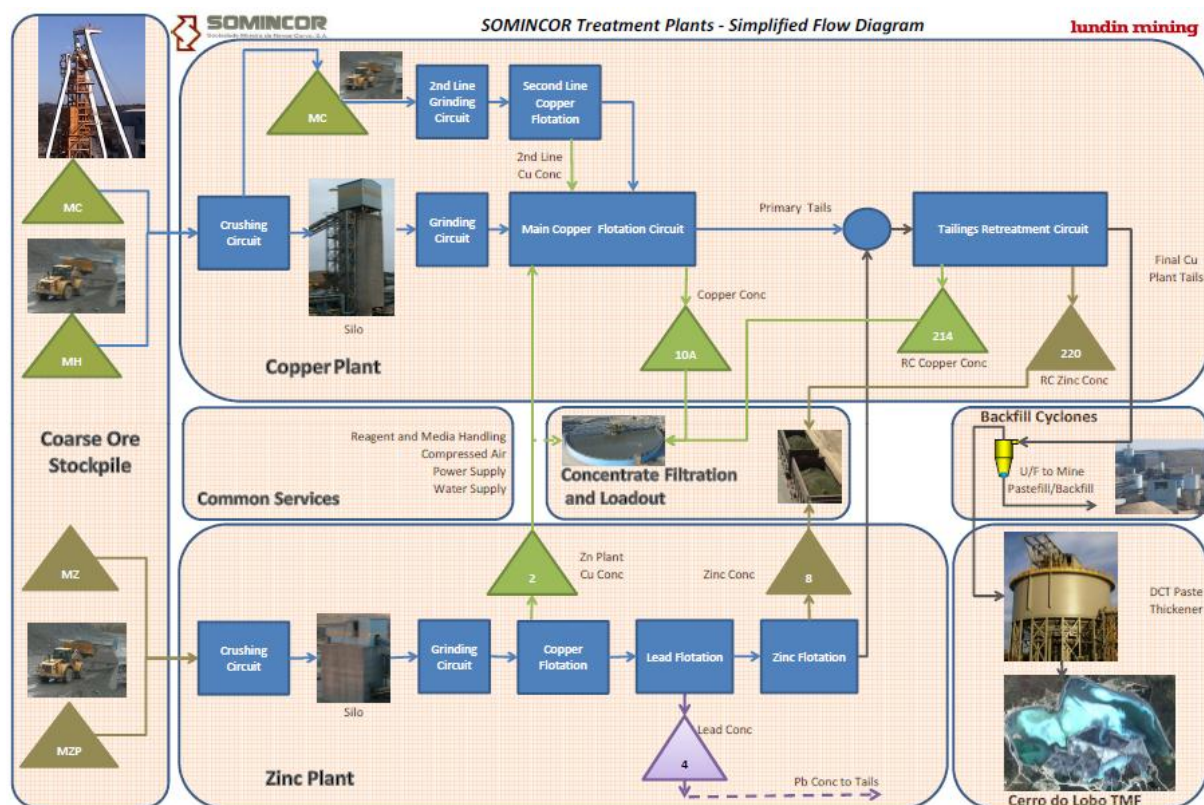 SOMINCOR
Sociedade Mineira de Neves-Corvo, S.A.
SOMINCOR Treatment Plants - Simplified Flow Diagram
lundin mining
MC
MH
Coarse Ore
Stockpile
MZ
MZP
MC
2nd Line
Grinding
Circuit
Second Line
Copper
Flotation
2nd Line
Cu Conc
Crushing
Circuit
Silo
Grinding
Circuit
Main Copper Flotation Circuit
Primary Tails
Tailings Retreatment Circuit
Final Cu
Plant Tails
Copper Conc
10A
214
RC Copper Conc
220
RC Zinc Conc
Copper Plant
Reagent and Media Handling
Compressed Air
Power Supply
Water Supply
Common Services
Concentrate Filtration
and Loadout
Backfill Cyclones
U/F to Mine
Pastefill/Backfill
2
Zn Plant
Cu Conc
Zinc Conc
8
Crushing
Circuit
Silo
Grinding
Circuit
Copper
Flotation
Lead Flotation
Zinc Flotation
Lead Conc
4
Pb Conc to Tails
Zinc Plant
DCT Paste
Thickener
Cerro do Lobo TMF